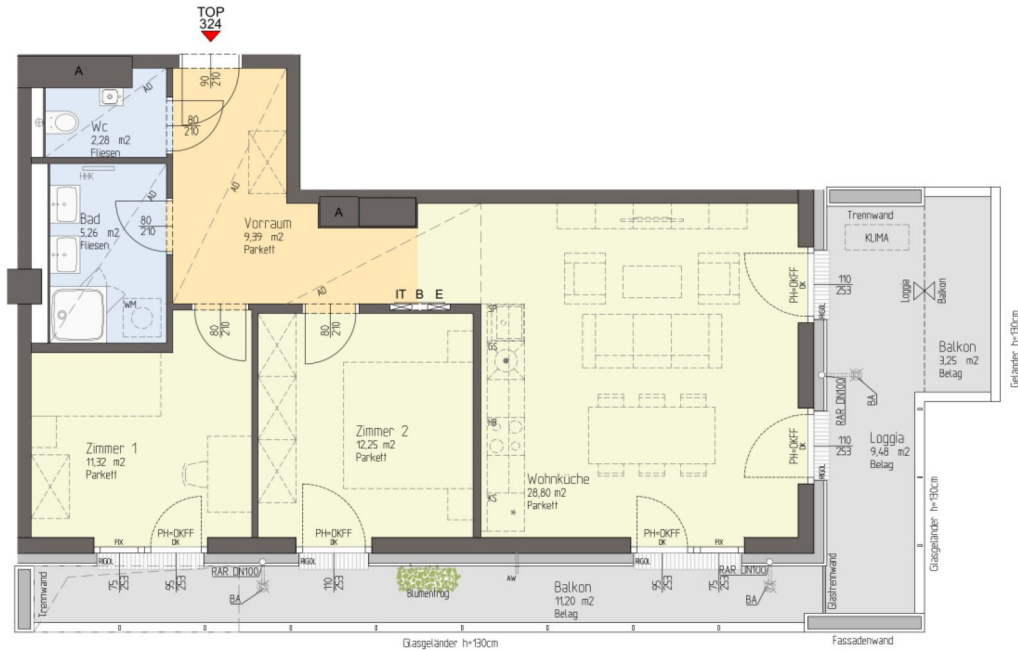 TOP
324
A
90
210
AD
Wc
2,28 m2
Fliesen
80
210
HHK
AD
Bad
5,26 m2
Fliesen
80
210
WM
AD
Vorraum
9,39 m2
Parkett
A
AD
IT B E
80
210
80
210
Zimmer 1
11,32 m2
Parkett
Zimmer 2
12,25 m2
Parkett
GS
HB
KS
Wohnküche
28,80 m2
Parkett
PH=OKFF
DK
110
253
RIGOL
PH=OKFF
DK
110
253
RIGOL
Trennwand
KLIMA
Loggia
Balkon
Balkon
3,25 m2
Belag
Geländer h=130cm
RAR DN100
BA
Loggia
9,48 m2
Belag
Glasgeländer h=130cm
PH=OKFF
FIX
DK
RIGOL
75
253
95
253
RAR DN100
BA
Trennwand
PH=OKFF
DK
RIGOL
110
253
Blumentrog
AW
Balkon
11,20 m2
Belag
PH=OKFF
DK
FIX
RIGOL
95
253
75
253
RAR DN100
BA
Glastrennwand
Glasgeländer h=130cm
Fassadenwand